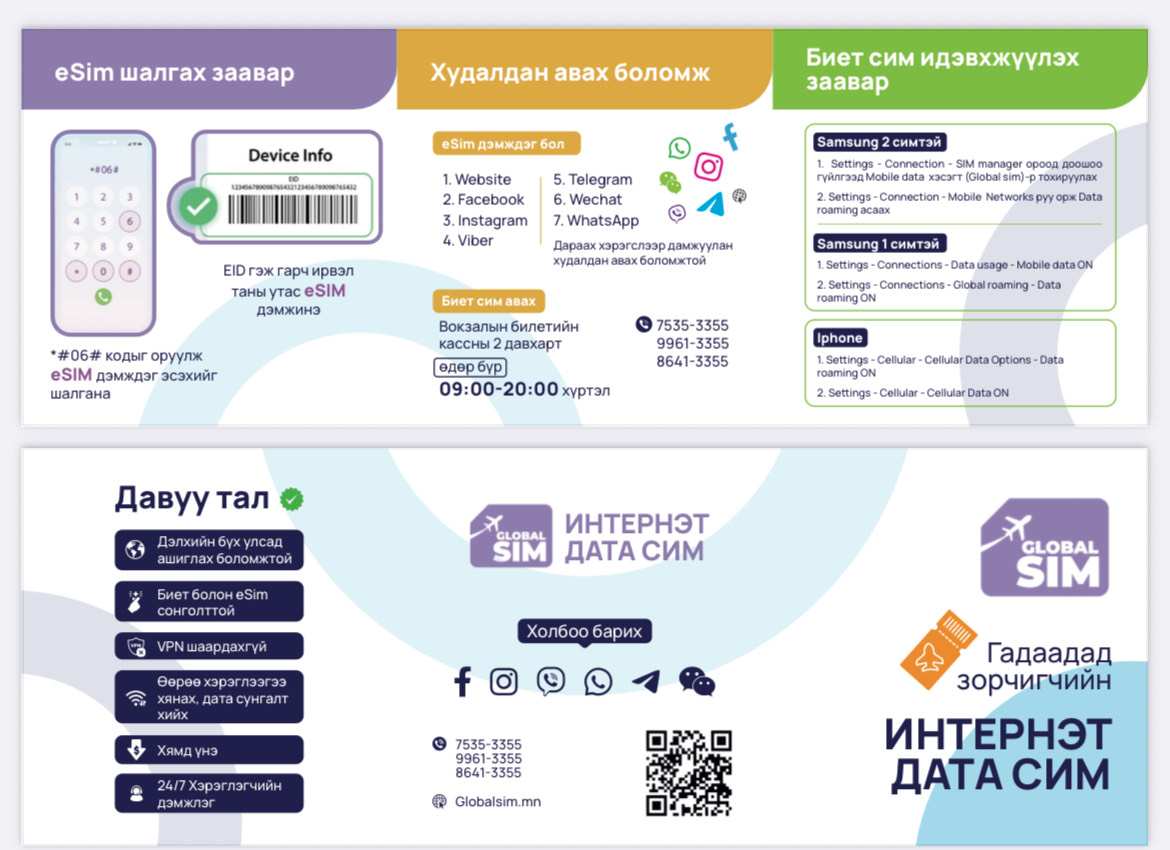 eSim шалгах заавар
*#06#
1 2 3
4 5 6
7 8 9
* 0 #
Device Info
EID
12345678909876543212345678909876543​2
EID гэж гарч ирвэл
таны утас eSIM
дэмжинэ
*#06# кодыг оруулж
eSIM дэмждэг эсэхийг
шалгана
Худалдан авах боломж
eSim дэмждэг бол
1. Website
2. Facebook
3. Instagram
4. Viber
5. Telegram
6. Wechat
7. WhatsApp
Дараах хэрэгслээр дамжуулан
худалдан авах боломжтой
Биет сим авах
Вокзалын билетийн
кассны 2 давхарт
өдөр бүр
09:00-20:00 хүртэл
7535-3355
9961-3355
8641-3355
Биет сим идэвхжүүлэх
заавар
Samsung 2 симтэй
1. Settings - Connection - SIM manager ороод доошоо
гүйлгээд Mobile data хэсэгт (Global sim)-р тохируулах
2. Settings - Connection - Mobile Networks руу орж Data
roaming асаах
Samsung 1 симтэй
1. Settings - Connections - Data usage - Mobile data ON
2. Settings - Connections - Global roaming - Data
roaming ON
Iphone
1. Settings - Cellular - Cellular Data Options - Data
roaming ON
2. Settings - Cellular - Cellular Data ON
Давуу тал
Дэлхийн бүх улсад
ашиглах боломжтой
Биет болон eSim
сонголттой
VPN
VPN шаардахгүй
Өөрөө хэрэглээгээ
хянах, дата сунгалт
хийх
$
Хямд үнэ
24/7 Хэрэглэгчийн
дэмжлэг
GLOBAL
SIM
ИНТЕРНЭТ
ДАТА СИМ
Холбоо барих
7535-3355
9961-3355
8641-3355
Globalsim.mn
GLOBAL
SIM
Гадаадад
зорчигчийн
ИНТЕРНЭТ
ДАТА СИМ